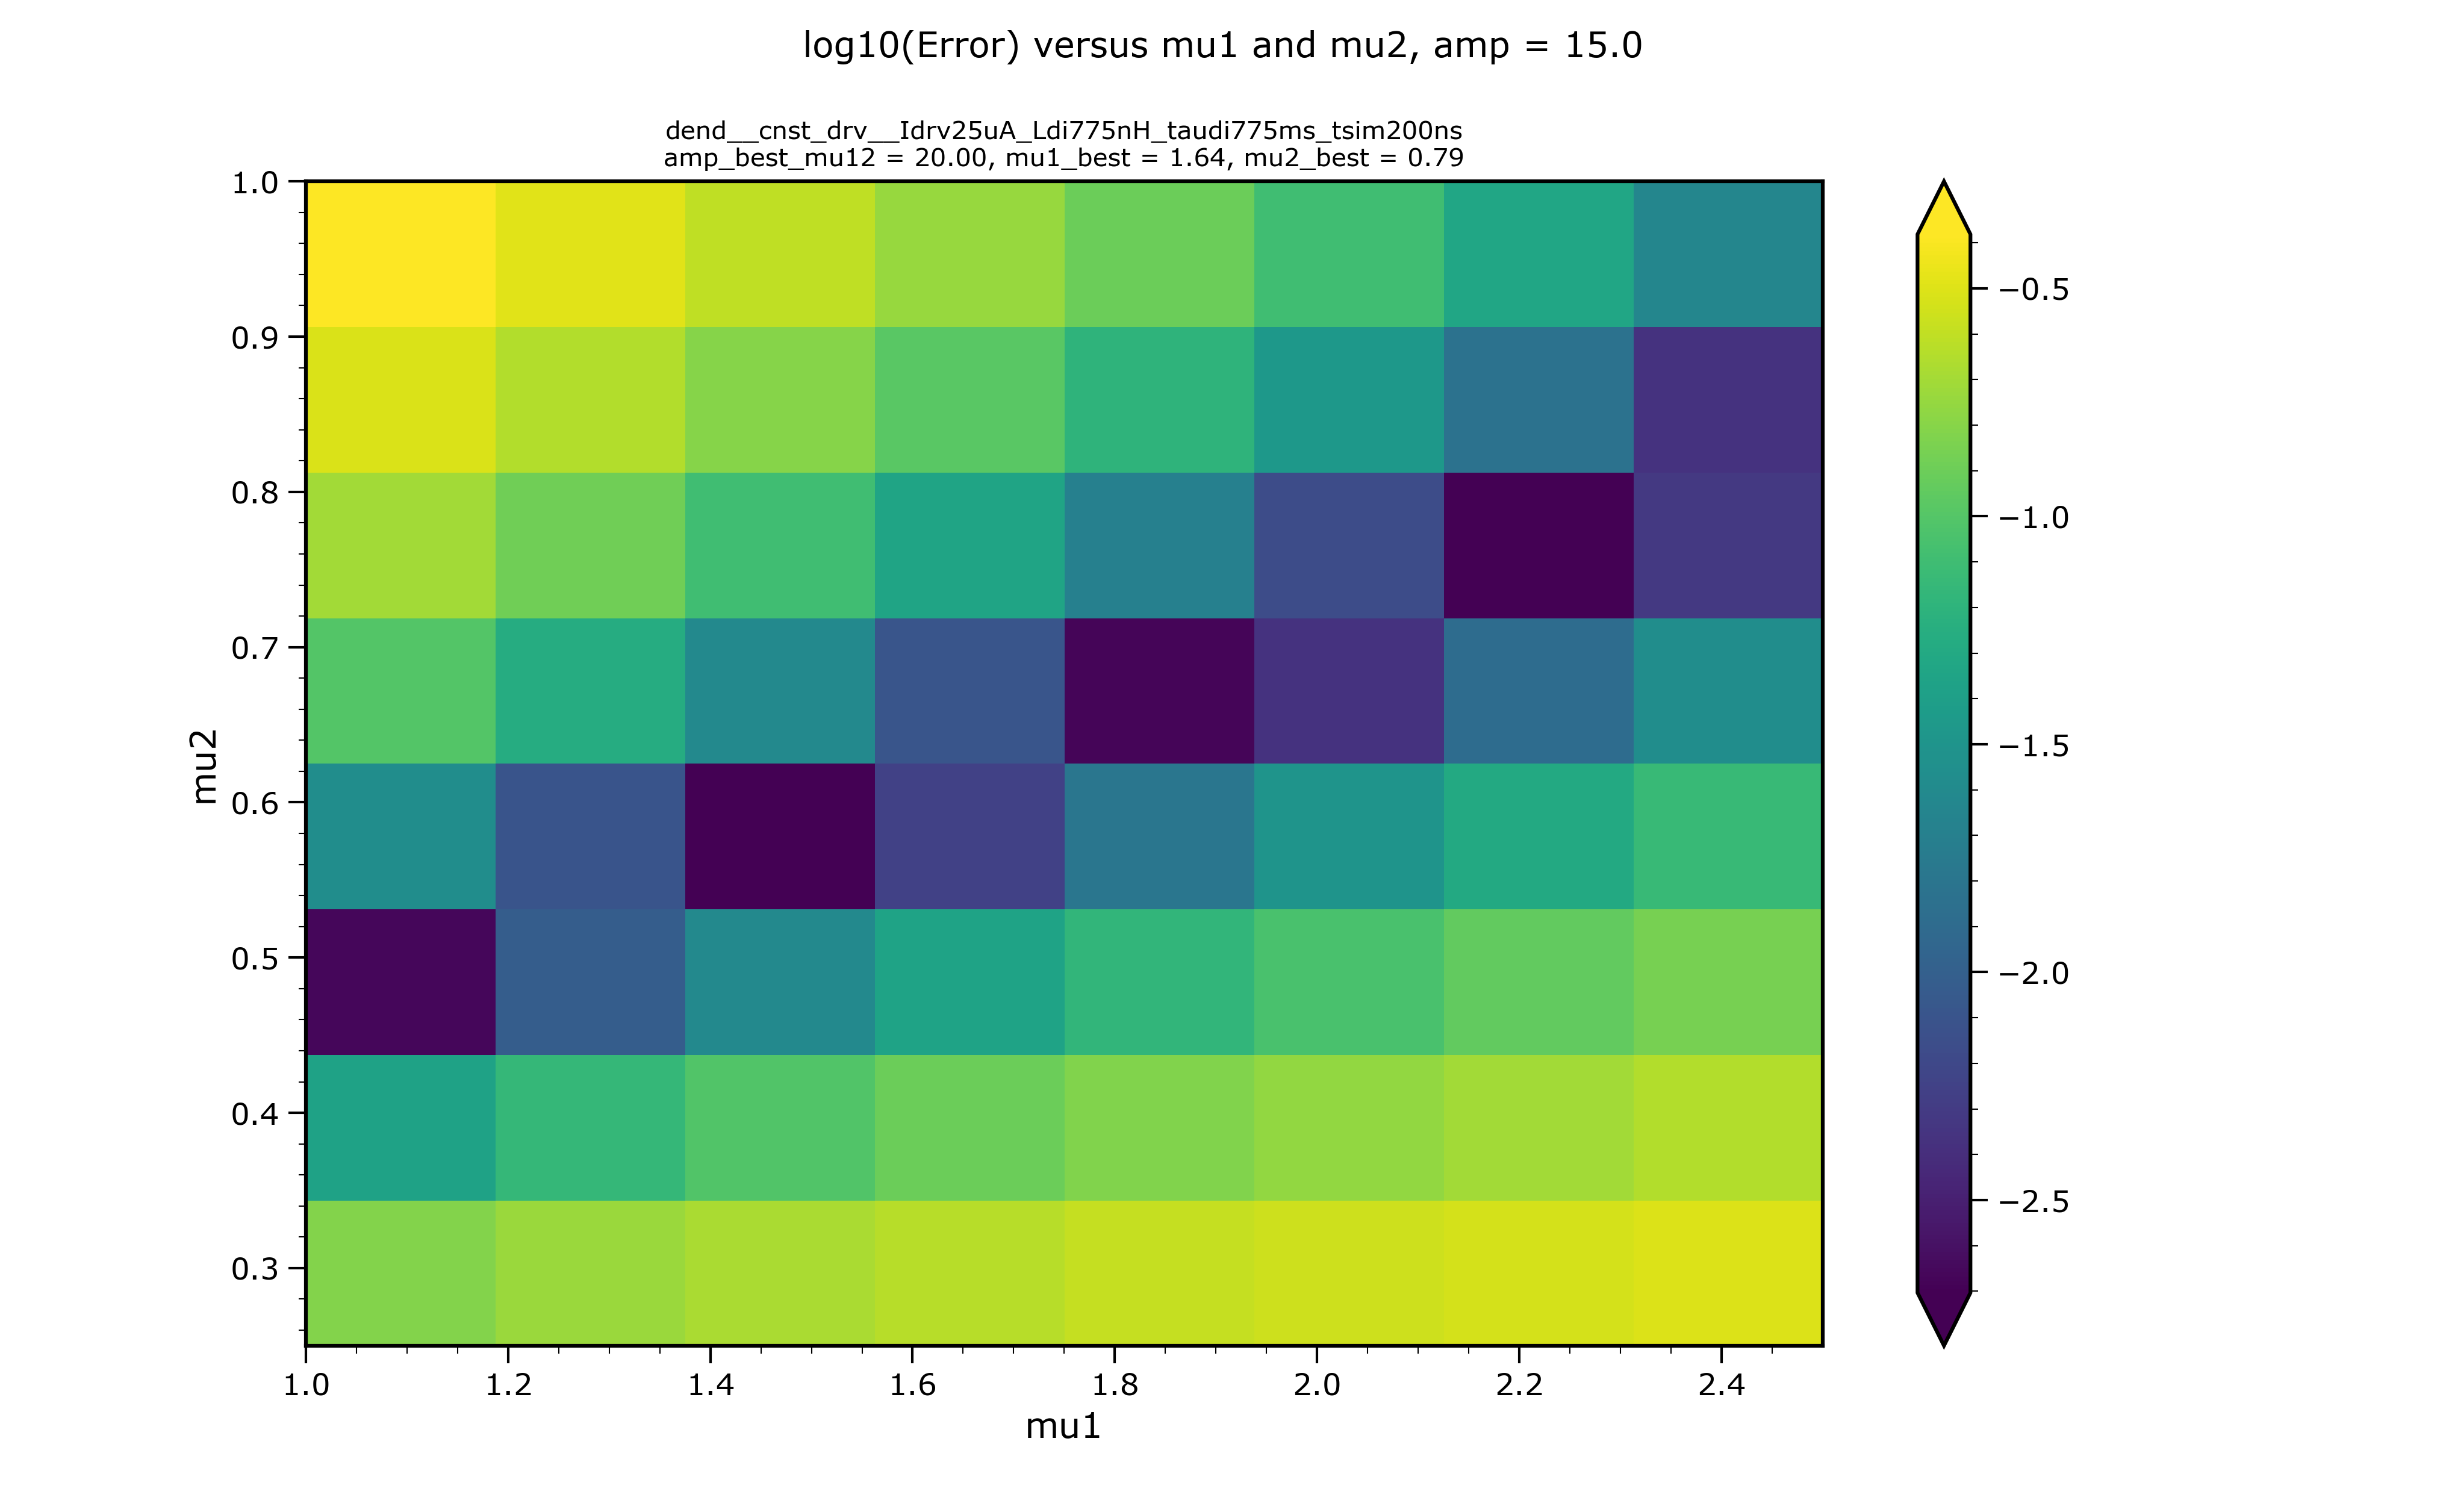 log10(Error) versus mu1 and mu2, amp = 15.0
dend__cnst_drv__Idrv25uA_Ldi775nH_taudi775ms_tsim200ns
amp_best_mu12 = 20.00, mu1_best = 1.64, mu2_best = 0.79
1.0
0.9
0.8
0.7
0.6
0.5
0.4
0.3
mu2
1.0 1.2 1.4 1.6 1.8 2.0 2.2 2.4
mu1
−0.5
−1.0
−1.5
−2.0
−2.5